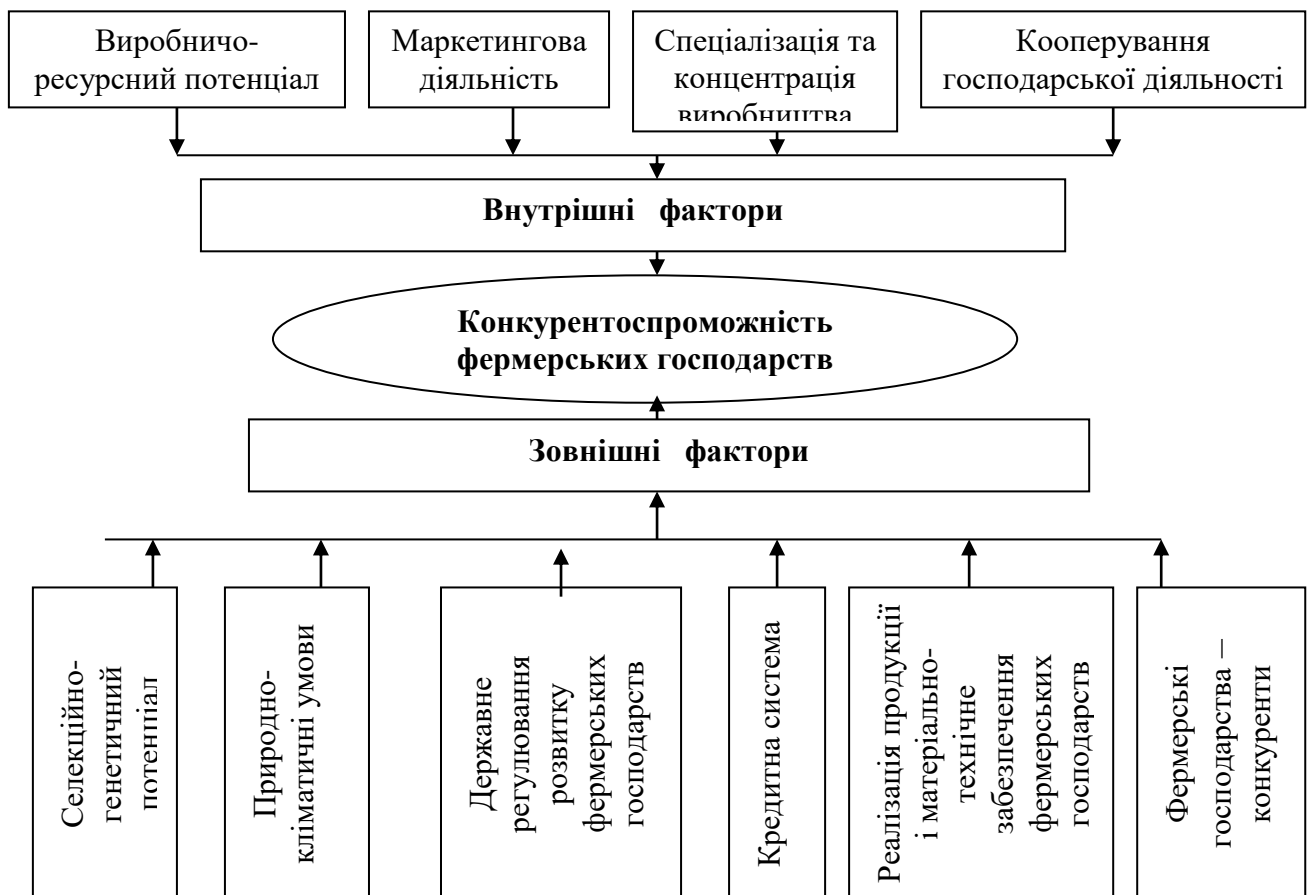 Виробничо-
ресурсний потенціал
Маркетингова
діяльність
Спеціалізація та
концентрація
виробництва
Кооперування
господарської діяльності
Внутрішні фактори
Конкурентоспроможність
фермерських господарств
Зовнішні фактори
Селекційно-
генетичний
потенціал
Природно-
кліматичні умови
Державне
регулювання
розвитку
фермерських
господарств
Кредитна система
Реалізація продукції
і матеріально-
технічне
забезпечення
фермерських
господарств
Фермерські
господарства –
конкуренти